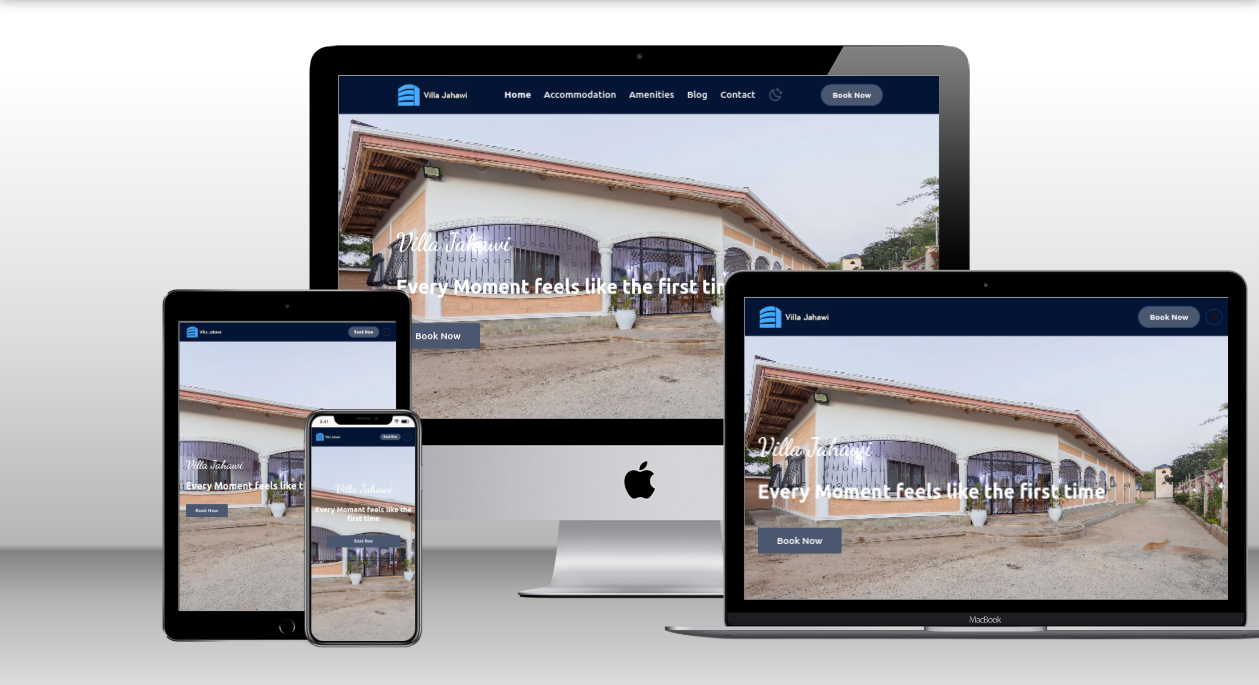 Villa Jahawi
Home Accommodation Amenities Blog Contact
Book Now
Villa Jahawi
Every Moment feels like the first tim
Book Now
Villa Jahawi
Book Now
Villa Jahawi
Every Moment feels like t
Book Now
9:41
Villa Jahawi
Book Now
Villa Jahawi
Every Moment feels like the
first time
Book Now
Villa Jahawi
Book Now
Villa Jahawi
Every Moment feels like the first time
Book Now
MacBook